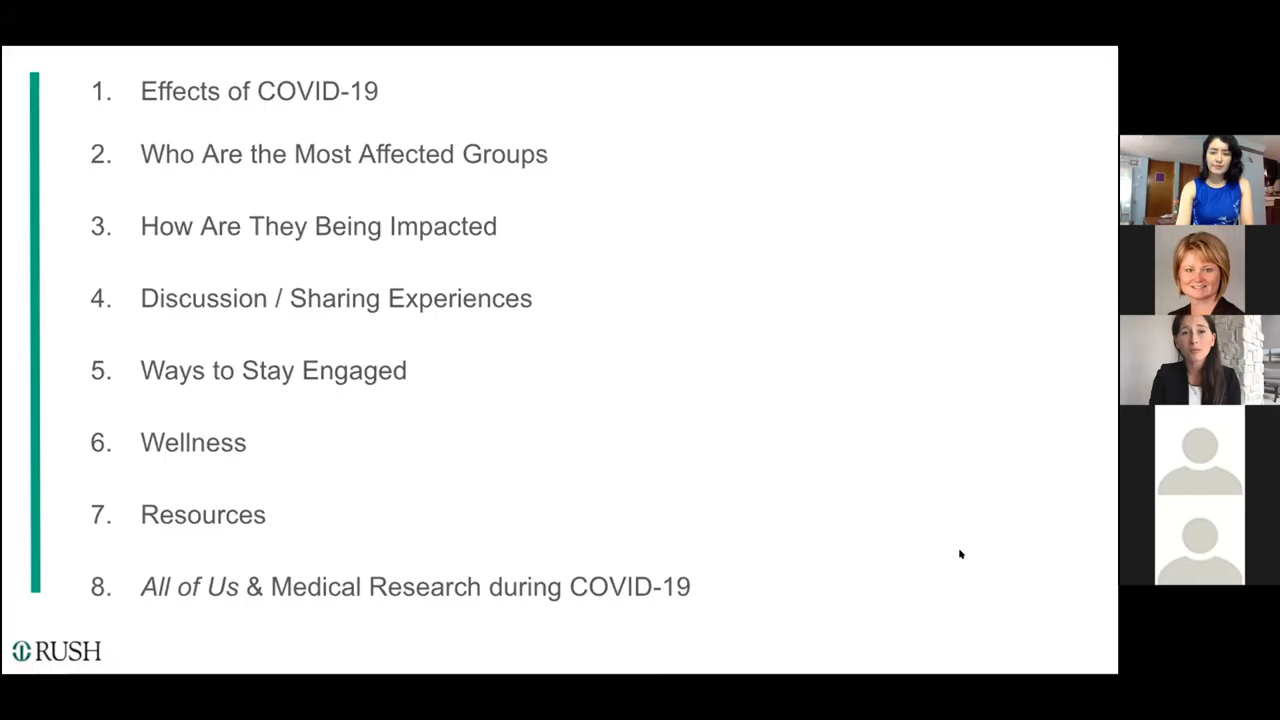 1. Effects of COVID-19
2. Who Are the Most Affected Groups
3. How Are They Being Impacted
4. Discussion / Sharing Experiences
5. Ways to Stay Engaged
6. Wellness
7. Resources
8. All of Us & Medical Research during COVID-19
RUSH